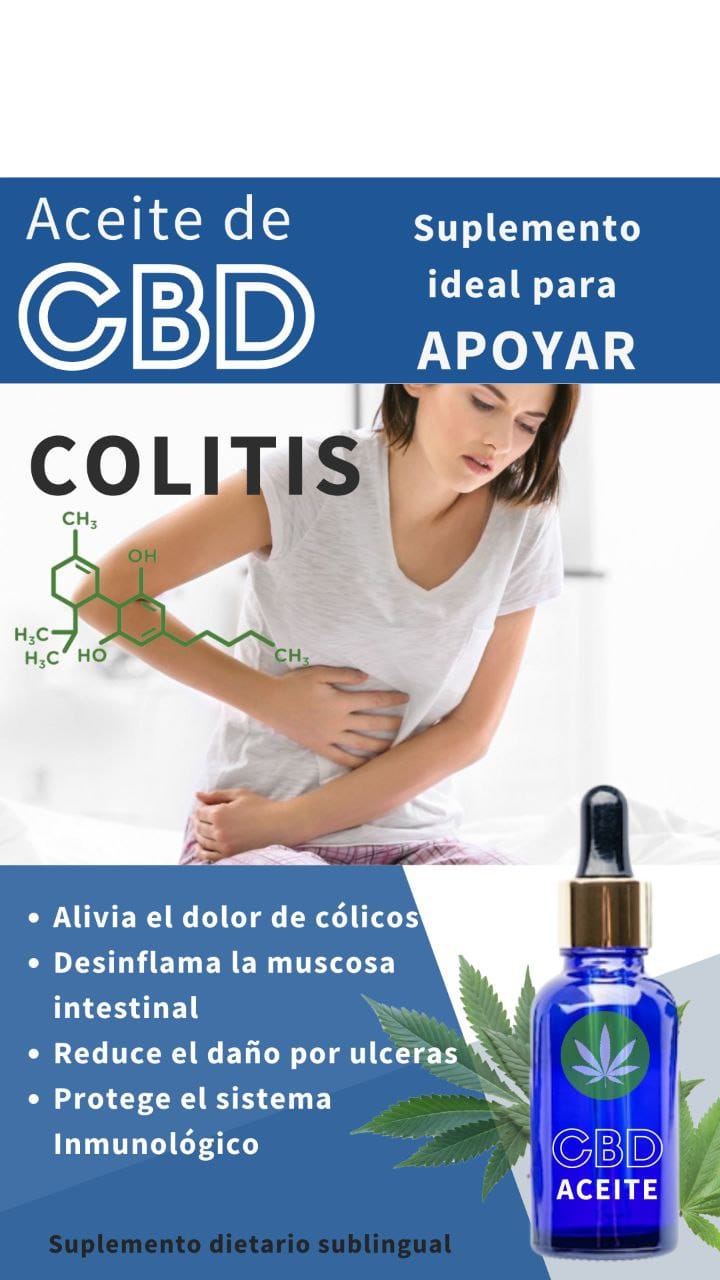 Aceite de
CBD
Suplemento
ideal para
APOYAR
COLITIS
CH₃
OH
H₃C
H₃C
HO
CH₃
• Alivia el dolor de cólicos
• Desinflama la muscosa
intestinal
• Reduce el daño por ulceras
• Protege el sistema
Inmunológico
CBD
ACEITE
Suplemento dietario sublingual